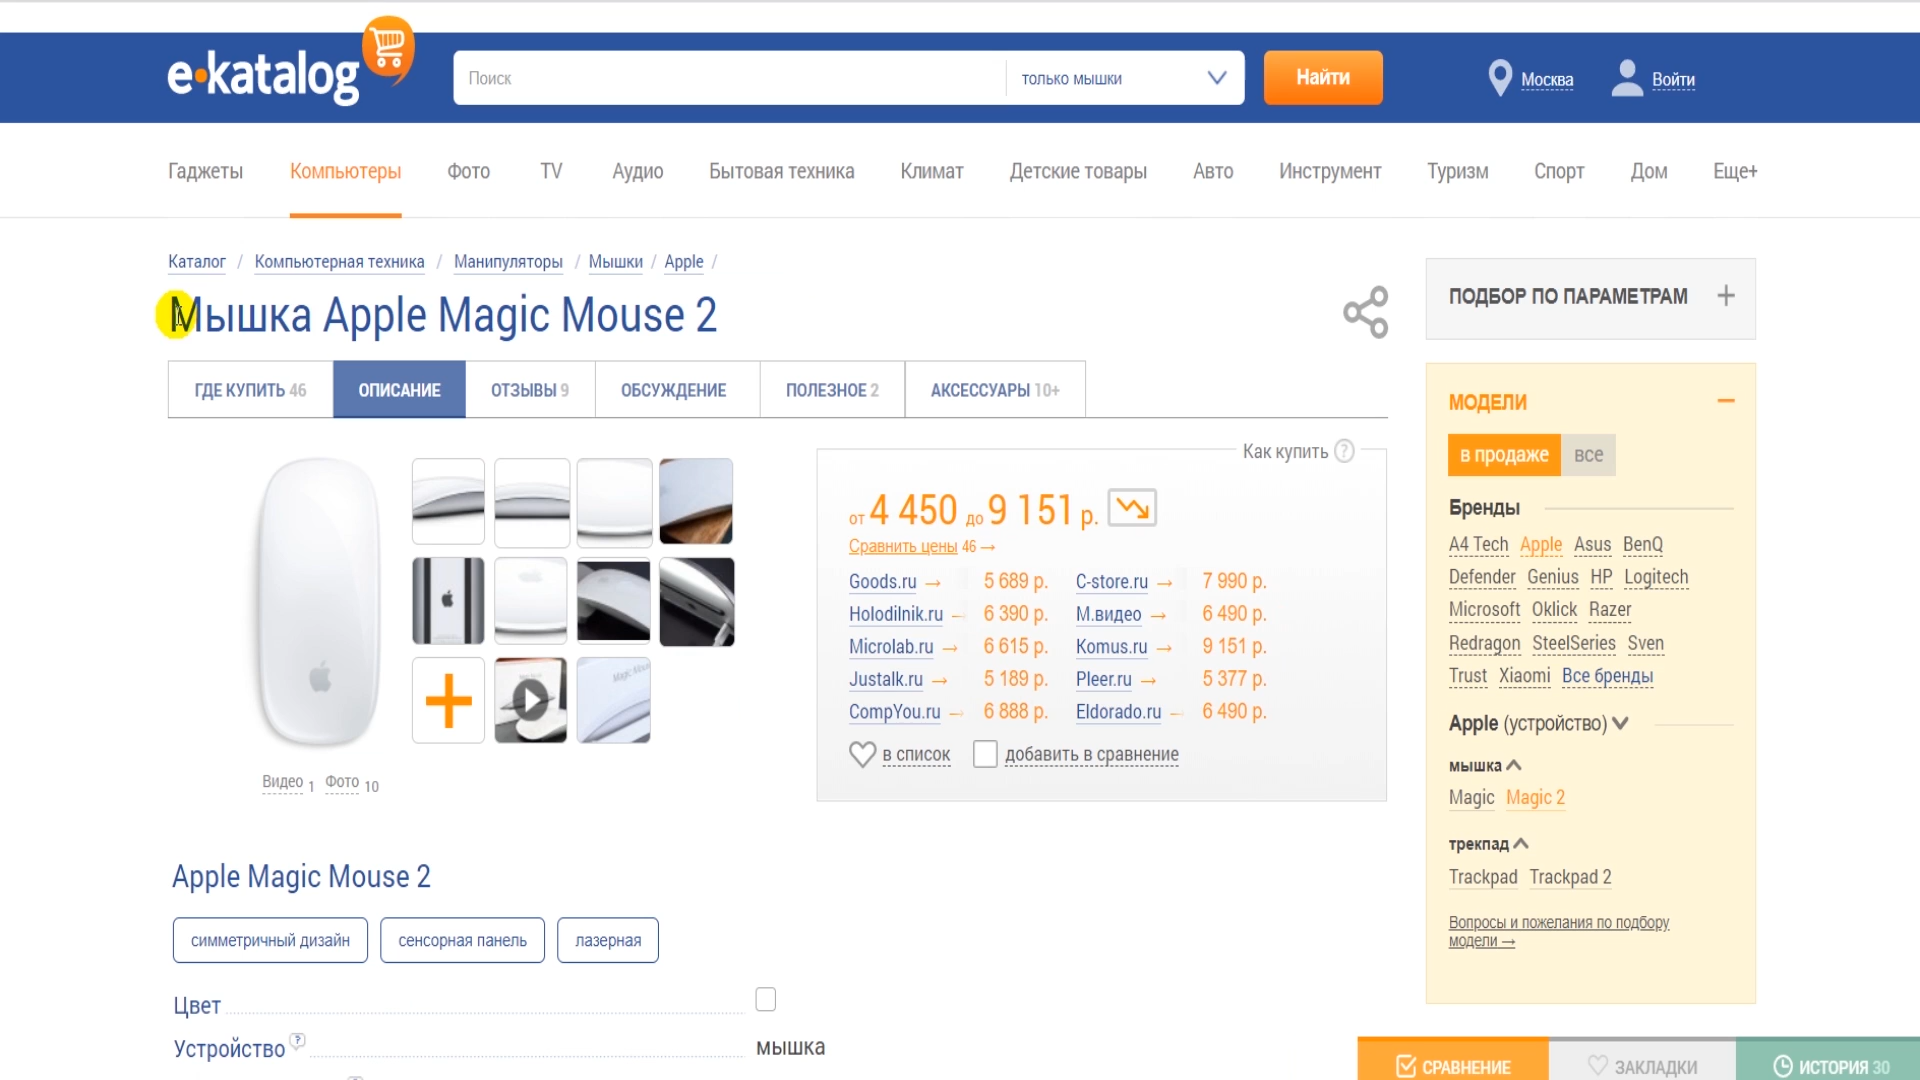 e•katalog
Поиск
только мышки
Найти
Москва
Войти
Гаджеты Компьютеры Фото TV Аудио Бытовая техника Климат Детские товары Авто Инструмент Туризм Спорт Дом Еще+
Каталог / Компьютерная техника / Манипуляторы / Мышки / Apple /
Мышка Apple Magic Mouse 2
ГДЕ КУПИТЬ 46 ОПИСАНИЕ ОТЗЫВЫ 9 ОБСУЖДЕНИЕ ПОЛЕЗНОЕ 2 АКСЕССУАРЫ 10+
Видео 1 Фото 10
Как купить ?
от 4 450 до 9 151 р.
Сравнить цены 46 →
Goods.ru → 5 689 р. C-store.ru → 7 990 р.
Holodilnik.ru → 6 390 р. М.видео → 6 490 р.
Microlab.ru → 6 615 р. Komus.ru → 9 151 р.
Justalk.ru → 5 189 р. Pleer.ru → 5 377 р.
CompYou.ru → 6 888 р. Eldorado.ru → 6 490 р.
в список добавить в сравнение
Apple Magic Mouse 2
симметричный дизайн сенсорная панель лазерная
Цвет
Устройство ? мышка
ПОДБОР ПО ПАРАМЕТРАМ +
МОДЕЛИ
в продаже все
Бренды
A4 Tech Apple Asus BenQ
Defender Genius HP Logitech
Microsoft Oklick Razer
Redragon SteelSeries Sven
Trust Xiaomi Все бренды
Apple (устройство)
мышка
Magic Magic 2
трекпад
Trackpad Trackpad 2
Вопросы и пожелания по подбору
модели →
СРАВНЕНИЕ ЗАКЛАДКИ ИСТОРИЯ 30